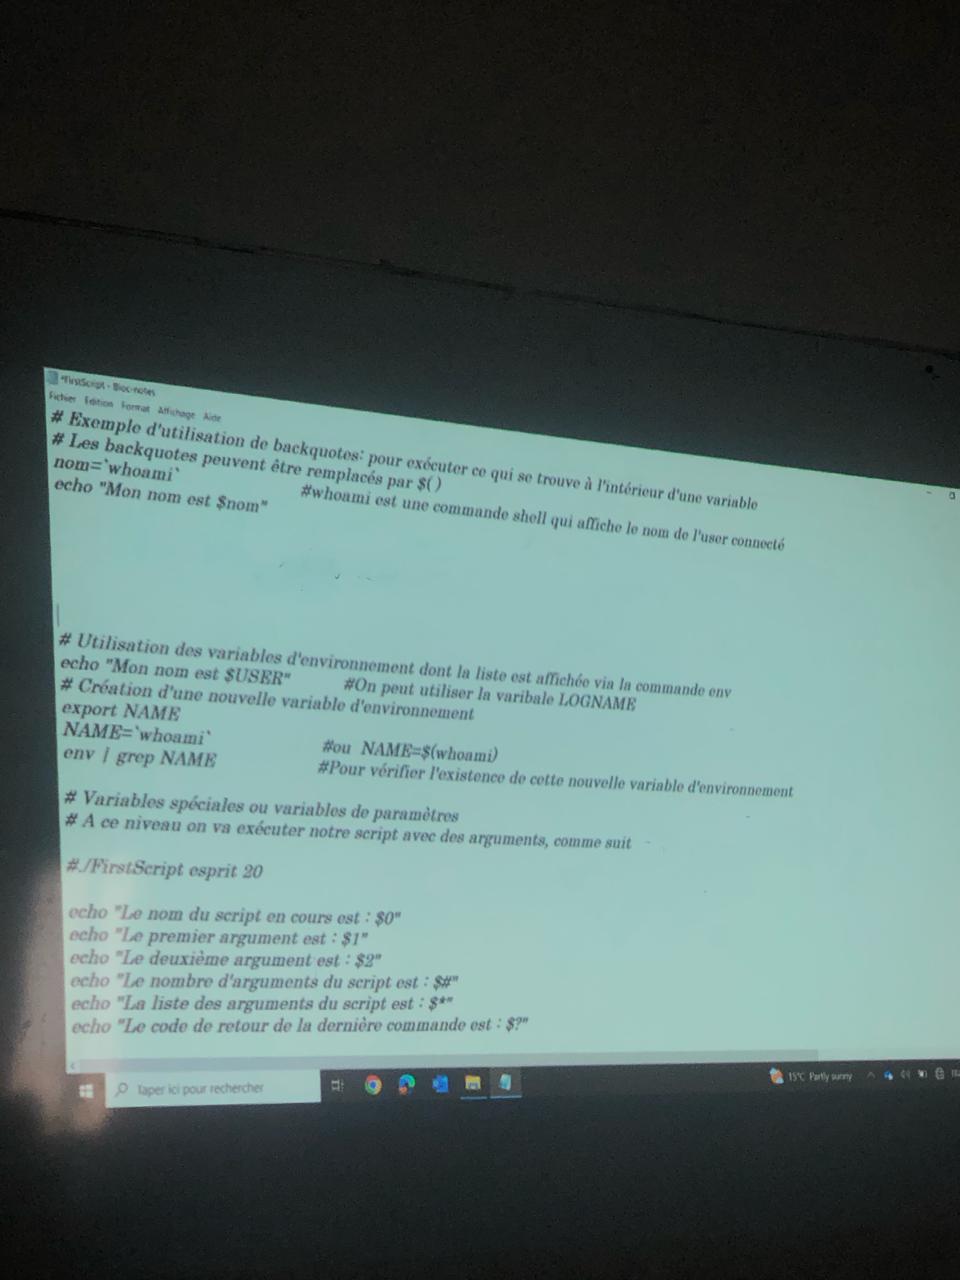 *FirstScript - Bloc-notes
Fichier Edition Format Affichage Aide
# Exemple d'utilisation de backquotes: pour exécuter ce qui se trouve à l'intérieur d'une variable
# Les backquotes peuvent être remplacés par $()
nom=`whoami`
echo "Mon nom est $nom" #whoami est une commande shell qui affiche le nom de l'user connecté
# Utilisation des variables d'environnement dont la liste est affichée via la commande env
echo "Mon nom est $USER" #On peut utiliser la varibale LOGNAME
# Création d'une nouvelle variable d'environnement
export NAME
NAME=`whoami` #ou NAME=$(whoami)
env | grep NAME #Pour vérifier l'existence de cette nouvelle variable d'environnement
# Variables spéciales ou variables de paramètres
# A ce niveau on va exécuter notre script avec des arguments, comme suit
#./FirstScript esprit 20
echo "Le nom du script en cours est : $0"
echo "Le premier argument est : $1"
echo "Le deuxième argument est : $2"
echo "Le nombre d'arguments du script est : $#"
echo "La liste des arguments du script est : $*"
echo "Le code de retour de la dernière commande est : $?"
Taper ici pour rechercher
15°C Partly sunny